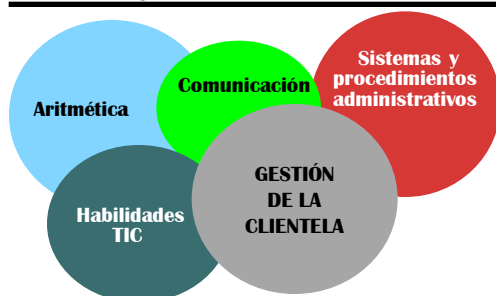 Sistemas y
procedimientos
administrativos
Comunicación
Aritmética
GESTIÓN
DE LA
CLIENTELA
Habilidades
TIC